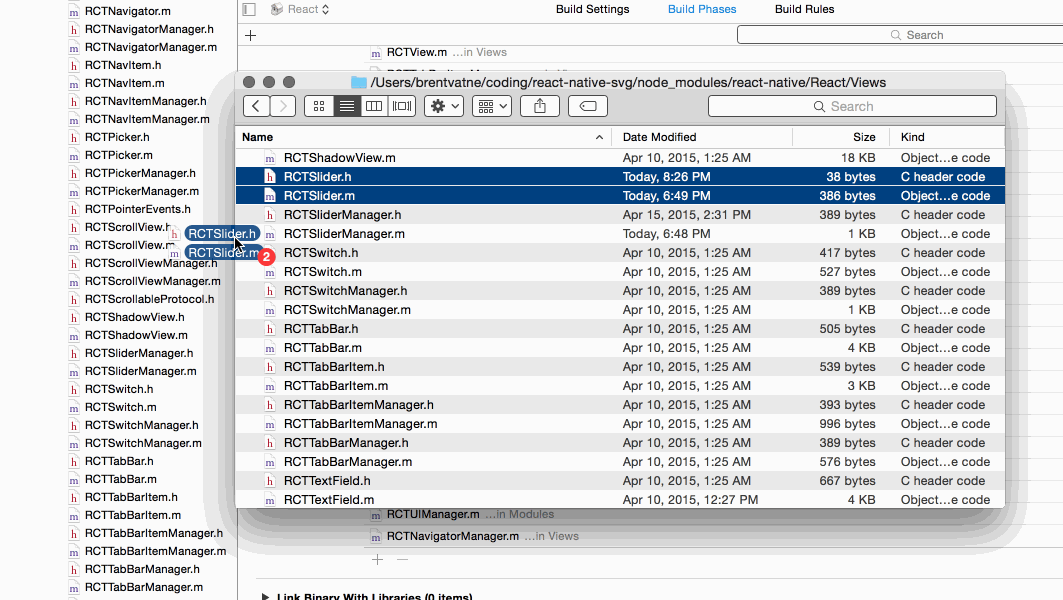 RCTNavigator.m
RCTNavigatorManager.h
RCTNavigatorManager.m
RCTNavItem.h
RCTNavItem.m
RCTNavItemManager.h
RCTNavItemManager.m
RCTPicker.h
RCTPicker.m
RCTPickerManager.h
RCTPickerManager.m
RCTPointerEvents.h
RCTScrollView.h
RCTScrollView.m
RCTScrollViewManager.h
RCTScrollViewManager.m
RCTScrollableProtocol.h
RCTShadowView.h
RCTShadowView.m
RCTSliderManager.h
RCTSliderManager.m
RCTSwitch.h
RCTSwitch.m
RCTSwitchManager.h
RCTSwitchManager.m
RCTTabBar.h
RCTTabBar.m
RCTTabBarItem.h
RCTTabBarItem.m
RCTTabBarItemManager.h
RCTTabBarItemManager.m
RCTTabBarManager.h
RCTTabBarManager.m
RCTSlider.h
RCTSlider.m
2
React Build Settings Build Phases Build Rules
Search
RCTView.m ...in Views
/Users/brentvatne/coding/react-native-svg/node_modules/react-native/React/Views
Search
Name Date Modified Size Kind
RCTShadowView.m Apr 10, 2015, 1:25 AM 18 KB Object...e code
RCTSlider.h Today, 6:26 PM 38 bytes C header code
RCTSlider.m Today, 6:49 PM 386 bytes Object...e code
RCTSliderManager.h Apr 15, 2015, 2:31 PM 389 bytes C header code
RCTSliderManager.m Today, 6:48 PM 1 KB Object...e code
RCTSwitch.h Apr 10, 2015, 1:25 AM 417 bytes C header code
RCTSwitch.m Apr 10, 2015, 1:25 AM 527 bytes Object...e code
RCTSwitchManager.h Apr 10, 2015, 1:25 AM 389 bytes C header code
RCTSwitchManager.m Apr 10, 2015, 1:25 AM 1 KB Object...e code
RCTTabBar.h Apr 10, 2015, 1:25 AM 505 bytes C header code
RCTTabBar.m Apr 10, 2015, 1:25 AM 4 KB Object...e code
RCTTabBarItem.h Apr 10, 2015, 1:25 AM 539 bytes C header code
RCTTabBarItem.m Apr 10, 2015, 1:25 AM 3 KB Object...e code
RCTTabBarItemManager.h Apr 10, 2015, 1:25 AM 393 bytes C header code
RCTTabBarItemManager.m Apr 10, 2015, 1:25 AM 996 bytes Object...e code
RCTTabBarManager.h Apr 10, 2015, 1:25 AM 389 bytes C header code
RCTTabBarManager.m Apr 10, 2015, 1:25 AM 576 bytes Object...e code
RCTTextField.h Apr 10, 2015, 1:25 AM 667 bytes C header code
RCTTextField.m Apr 10, 2015, 12:27 PM 4 KB Object...e code
RCTUIManager.m ...in Modules
RCTNavigatorManager.m ...in Views
Link Binary With Libraries (0 items)